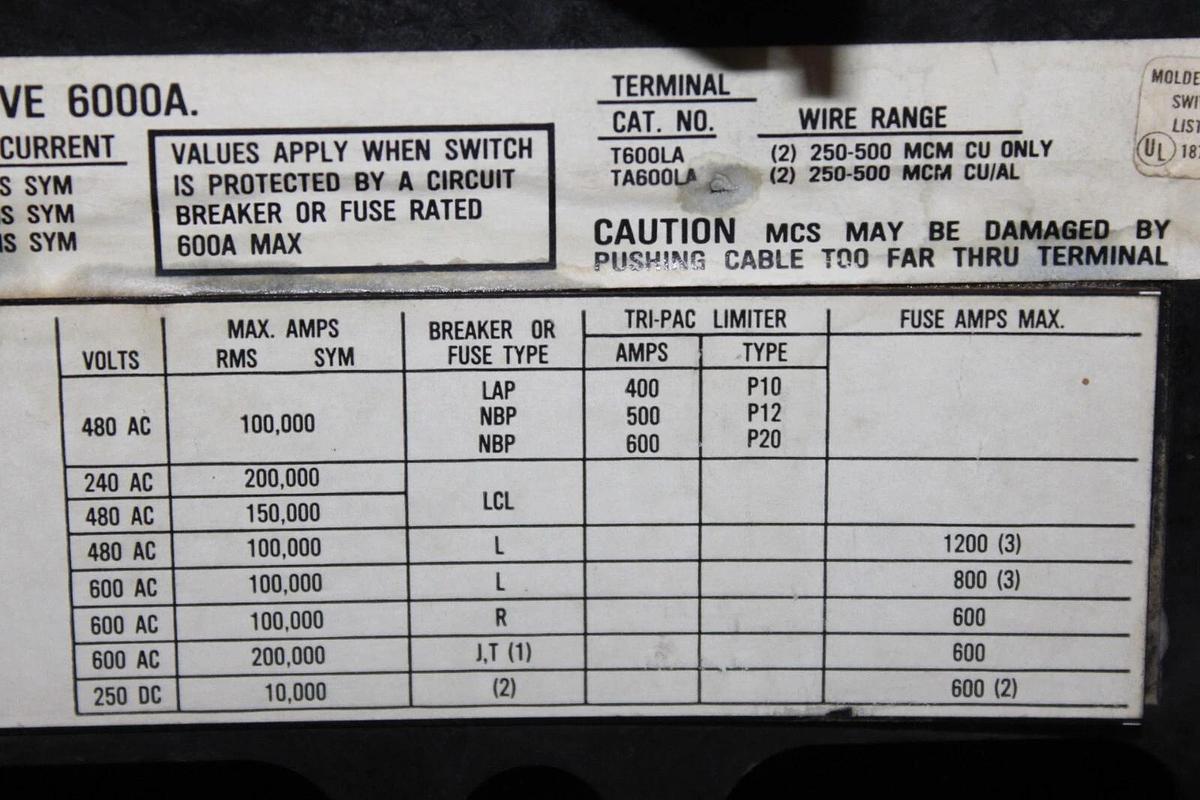 VE 6000A.
CURRENT
S SYM
S SYM
S SYM
VALUES APPLY WHEN SWITCH
IS PROTECTED BY A CIRCUIT
BREAKER OR FUSE RATED
600A MAX
TERMINAL
CAT. NO. WIRE RANGE
T600LA (2) 250-500 MCM CU ONLY
TA600LA (2) 250-500 MCM CU/AL
CAUTION MCS MAY BE DAMAGED BY
PUSHING CABLE TOO FAR THRU TERMINAL
MOLDE
SWI
LIST
UL 187
VOLTS MAX. AMPS RMS SYM BREAKER OR FUSE TYPE TRI-PAC LIMITER AMPS TYPE FUSE AMPS MAX.
480 AC 100,000 LAP 400 P10
NBP 500 P12
NBP 600 P20
240 AC 200,000 LCL
480 AC 150,000
480 AC 100,000 L 1200 (3)
600 AC 100,000 L 800 (3)
600 AC 100,000 R 600
600 AC 200,000 J,T (1) 600
250 DC 10,000 (2) 600 (2)